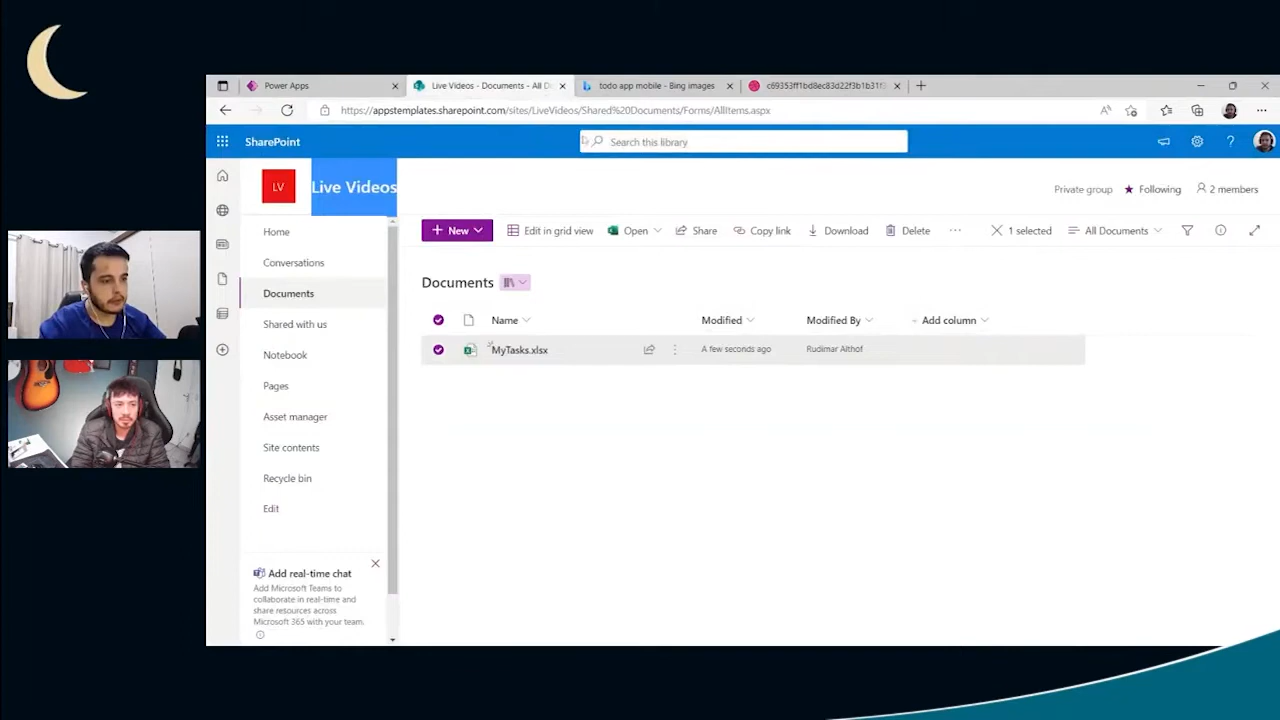 Power Apps
Live Videos - Documents - All D
todo app mobile - Bing images
https://appstemplates.sharepoint.com/sites/LiveVideos/Shared%20Documents/Forms/AllItems.aspx
SharePoint
Search this library
LV
Live Videos
Private group
Following
2 members
Home
Conversations
Documents
Shared with us
Notebook
Pages
Asset manager
Site contents
Recycle bin
Edit
New
Edit in grid view
Open
Share
Copy link
Download
Delete
1 selected
All Documents
Documents
Name
Modified
Modified By
Add column
MyTasks.xlsx
A few seconds ago
Rudimar Althof
Add real-time chat
Add Microsoft Teams to
collaborate in real-time and
share resources across
Microsoft 365 with your team.